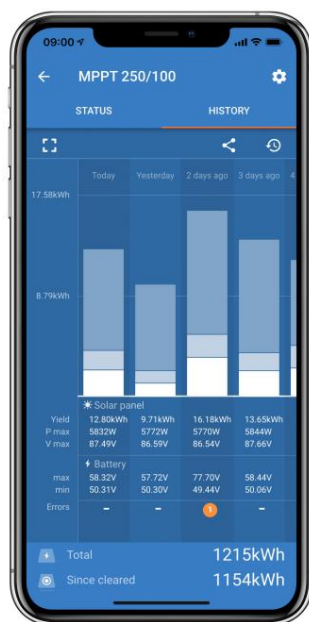 09:00
MPPT 250/100
STATUS HISTORY
Today Yesterday 2 days ago 3 days ago 4
17.58kWh
8.79kWh
Solar panel
Yield 12.80kWh 9.71kWh 16.18kWh 13.65kWh
P max 5832W 5772W 5770W 5844W
V max 87.49V 86.59V 86.54V 87.66V
Battery
max 58.32V 57.72V 77.70V 58.44V
min 50.31V 50.30V 49.44V 50.06V
Errors – – 1 –
Total 1215kWh
Since cleared 1154kWh